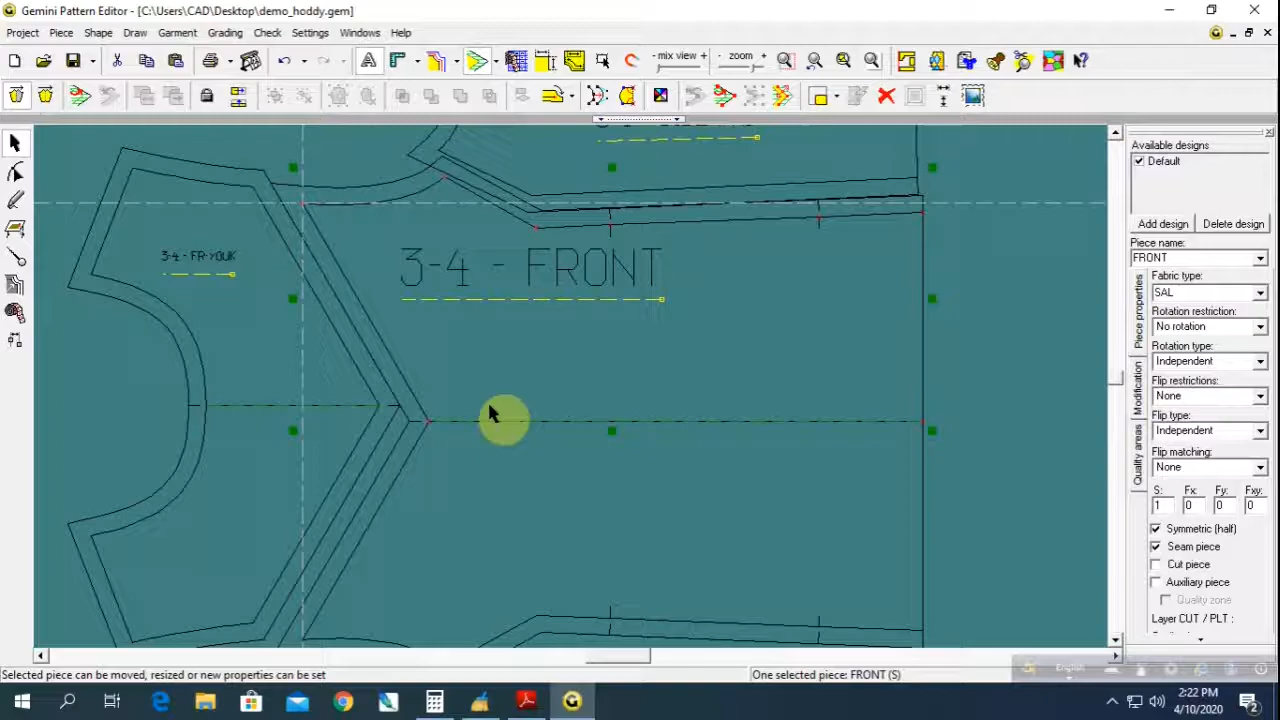 Gemini Pattern Editor - [C:\Users\CAD\Desktop\demo_hoddy.gem]
Project Piece Shape Draw Garment Grading Check Settings Windows Help
- mix view + - zoom +
Available designs
Default
Add design Delete design
Piece name:
FRONT
Fabric type:
SAL
Rotation restriction:
No rotation
Rotation type:
Independent
Flip restrictions:
None
Flip type:
Independent
Flip matching:
None
S: Fx: Fy: Fxy:
1 0 0 0
Symmetric (half)
Seam piece
Cut piece
Auxiliary piece
Quality zone
Layer CUT / PLT :
Piece properties
Modification
Quality areas
3-4 - FR-YOUK
3-4 - FRONT
Selected piece can be moved, resized or new properties can be set
One selected piece: FRONT (S)
English
2:22 PM
4/10/2020
2